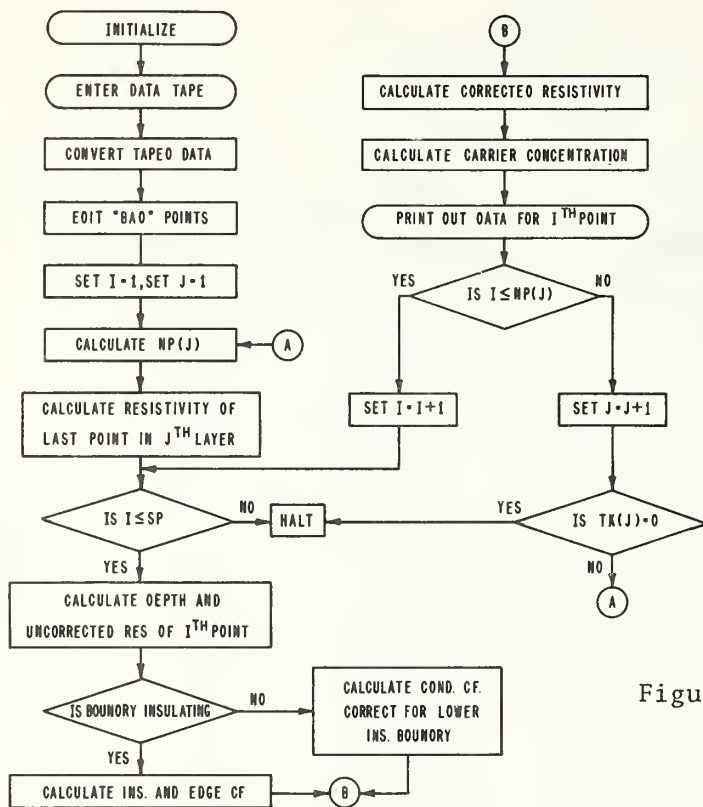 INITIALIZE
ENTER DATA TAPE
CONVERT TAPEO DATA
EOIT "BAO" POINTS
SET I=1, SET J=1
CALCULATE NP(J)
A
CALCULATE RESISTIVITY OF
LAST POINT IN JTH LAYER
IS I≤SP
NO
HALT
YES
CALCULATE OEPTH AND
UNCORRECTED RES OF ITH POINT
IS BOUNORY INSULATING
NO
YES
CALCULATE INS. AND EDGE CF
CALCULATE COND. CF.
CORRECT FOR LOWER
INS. BOUNORY
B
B
CALCULATE CORRECTEO RESISTIVITY
CALCULATE CARRIER CONCENTRATION
PRINT OUT DATA FOR ITH POINT
YES
IS I≤NP(J)
NO
SET I=I+1
SET J=J+1
YES
IS TK(J)=0
NO
A
Figu